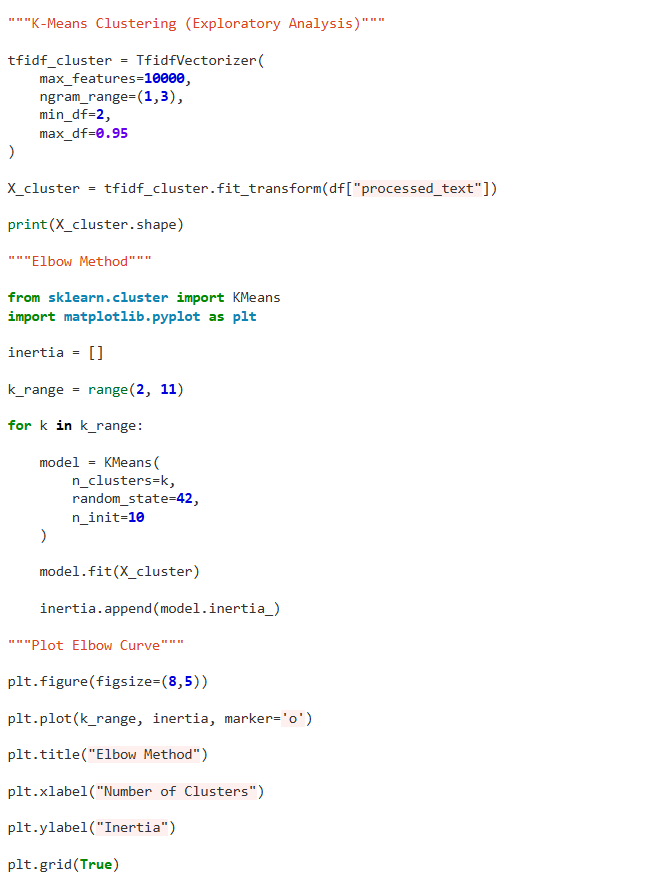 """K-Means Clustering (Exploratory Analysis)"""
tfidf_cluster = TfidfVectorizer(
    max_features=10000,
    ngram_range=(1,3),
    min_df=2,
    max_df=0.95
)
X_cluster = tfidf_cluster.fit_transform(df["processed_text"])
print(X_cluster.shape)
"""Elbow Method"""
from sklearn.cluster import KMeans
import matplotlib.pyplot as plt
inertia = []
k_range = range(2, 11)
for k in k_range:
    model = KMeans(
        n_clusters=k,
        random_state=42,
        n_init=10
    )
    model.fit(X_cluster)
    inertia.append(model.inertia_)
"""Plot Elbow Curve"""
plt.figure(figsize=(8,5))
plt.plot(k_range, inertia, marker='o')
plt.title("Elbow Method")
plt.xlabel("Number of Clusters")
plt.ylabel("Inertia")
plt.grid(True)